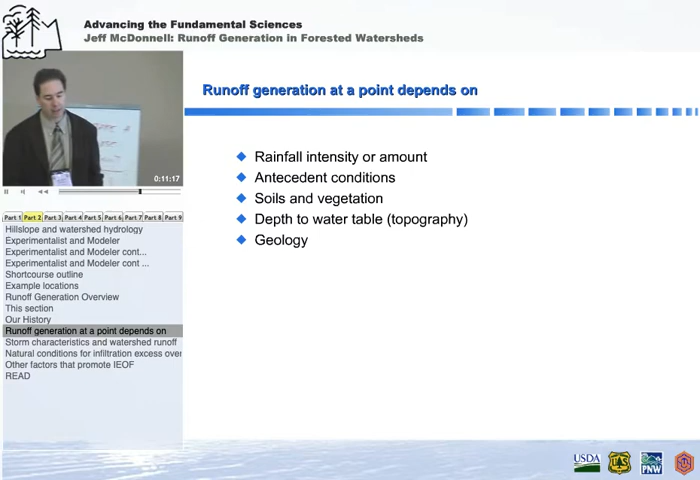 Advancing the Fundamental Sciences
Jeff McDonnell: Runoff Generation in Forested Watersheds
0:11:17
Part 1 Part 2 Part 3 Part 4 Part 5 Part 6 Part 7 Part 8 Part 9
Hillslope and watershed hydrology
Experimentalist and Modeler
Experimentalist and Modeler cont...
Experimentalist and Modeler cont ...
Shortcourse outline
Example locations
Runoff Generation Overview
This section
Our History
Runoff generation at a point depends on
Storm characteristics and watershed runoff
Natural conditions for infiltration excess over
Other factors that promote IEOF
READ
Runoff generation at a point depends on
Rainfall intensity or amount
Antecedent conditions
Soils and vegetation
Depth to water table (topography)
Geology
USDA
UAS
PNW